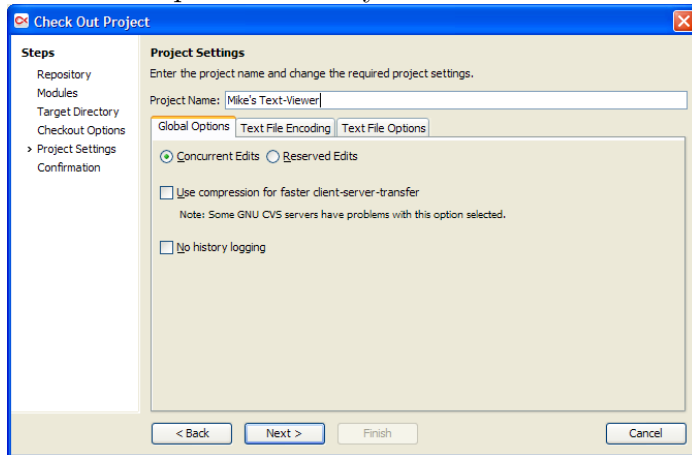 Check Out Project
Steps
Repository
Modules
Target Directory
Checkout Options
Project Settings
Confirmation
Project Settings
Enter the project name and change the required project settings.
Project Name: Mike's Text-Viewer
Global Options Text File Encoding Text File Options
Concurrent Edits Reserved Edits
Use compression for faster client-server-transfer
Note: Some GNU CVS servers have problems with this option selected.
No history logging
< Back Next > Finish Cancel